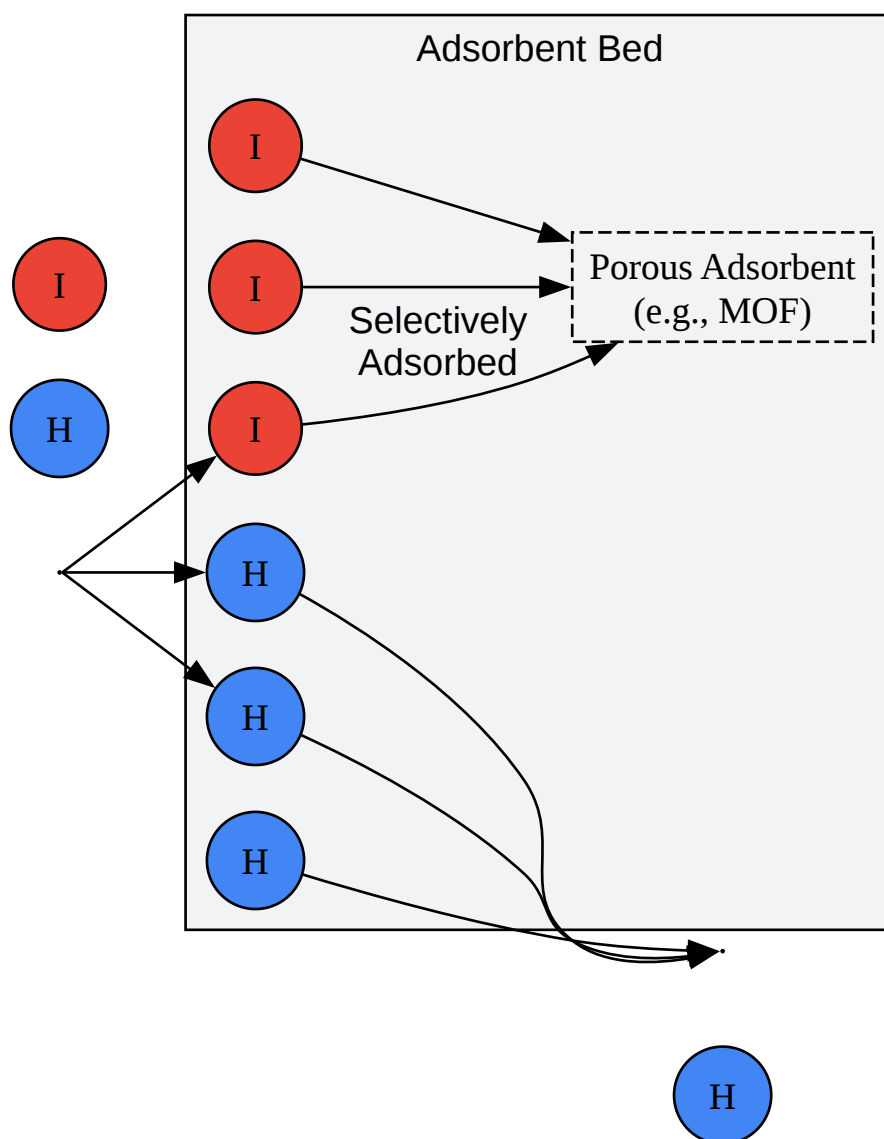 Adsorbent Bed
I
I
I
Porous Adsorbent
(e.g., MOF)
Selectively
Adsorbed
H
I
H
H
H
H